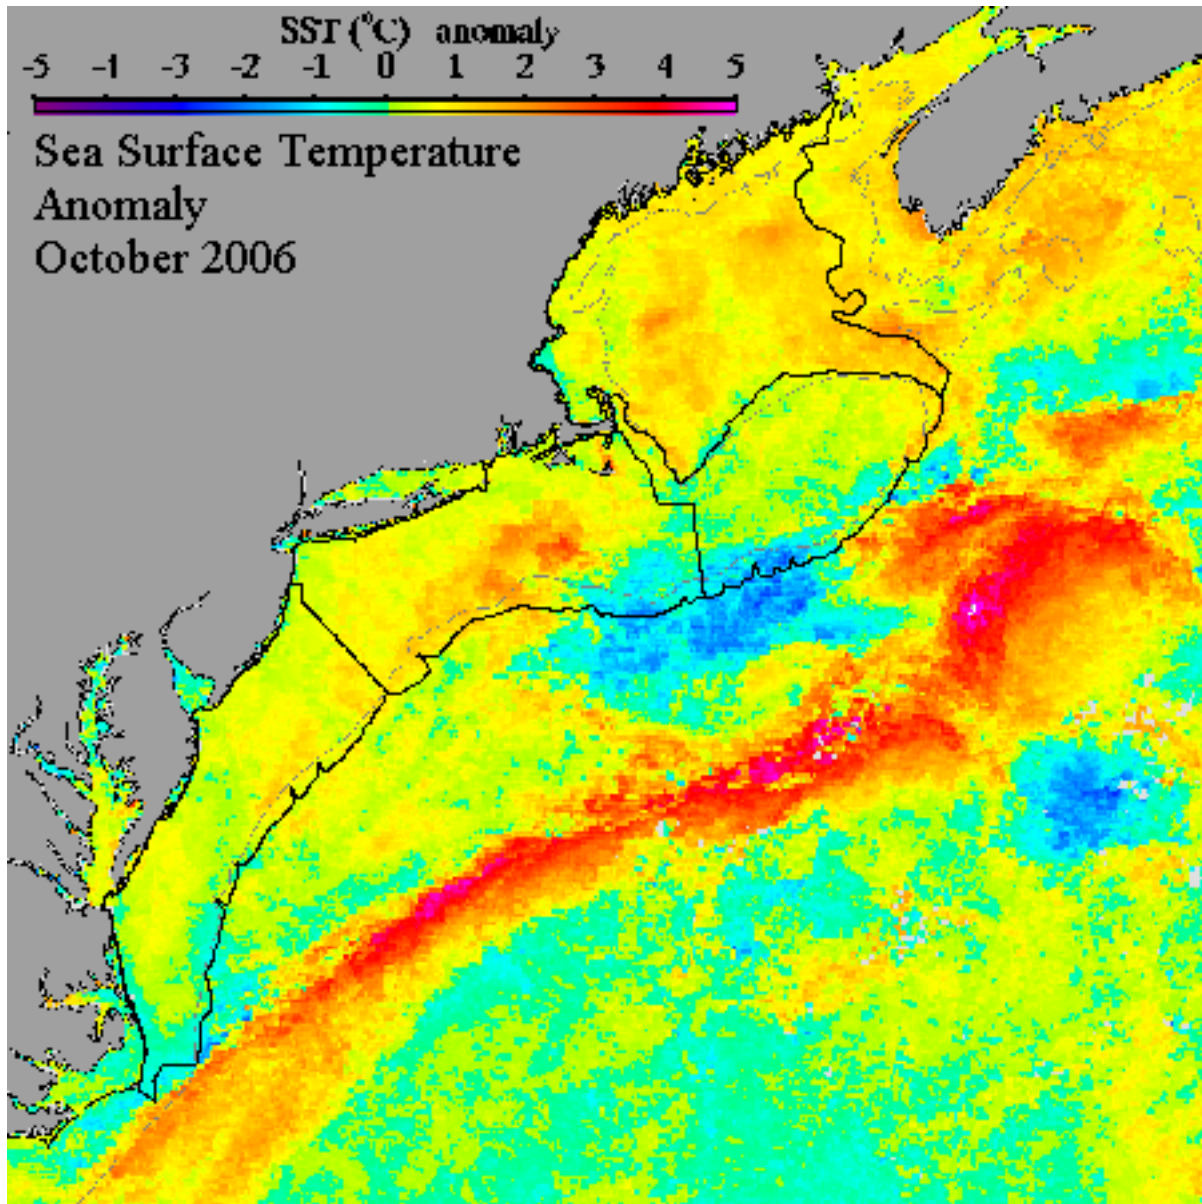 SST (°C) anomaly
-5 -4 -3 -2 -1 0 1 2 3 4 5
Sea Surface Temperature
Anomaly
October 2006